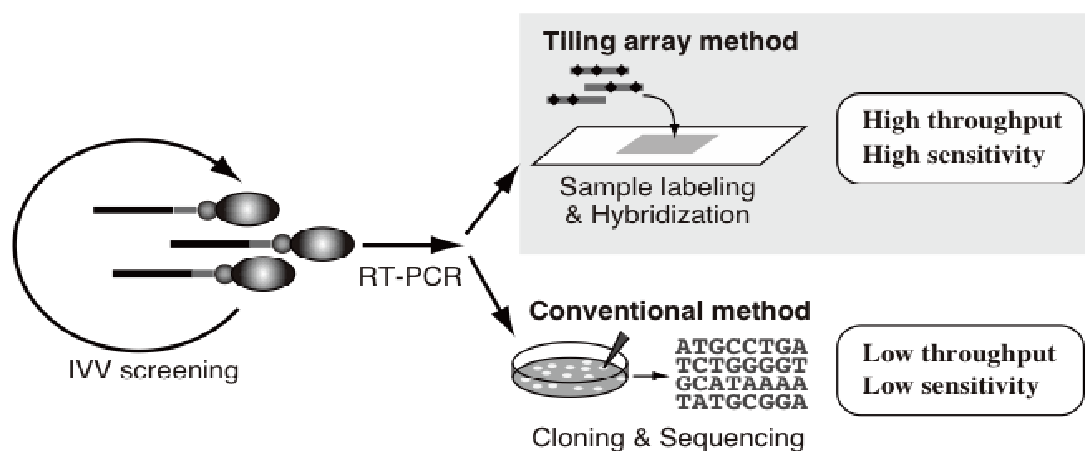 Tiling array method
Sample labeling
& Hybridization
High throughput
High sensitivity
IVV screening
RT-PCR
Conventional method
ATGCCTGA
TCTGGGGT
GCATAAAA
TATGCGGA
Cloning & Sequencing
Low throughput
Low sensitivity